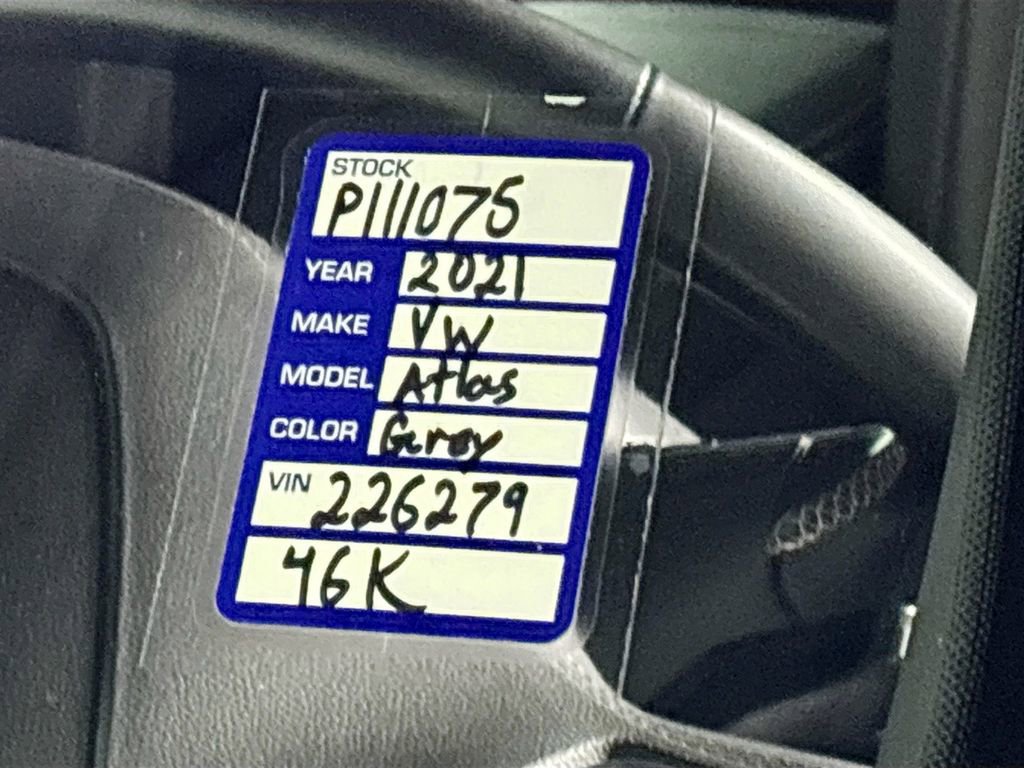 STOCK
P111075
YEAR 2021
MAKE VW
MODEL Atlas
COLOR Grey
VIN 226279
46K